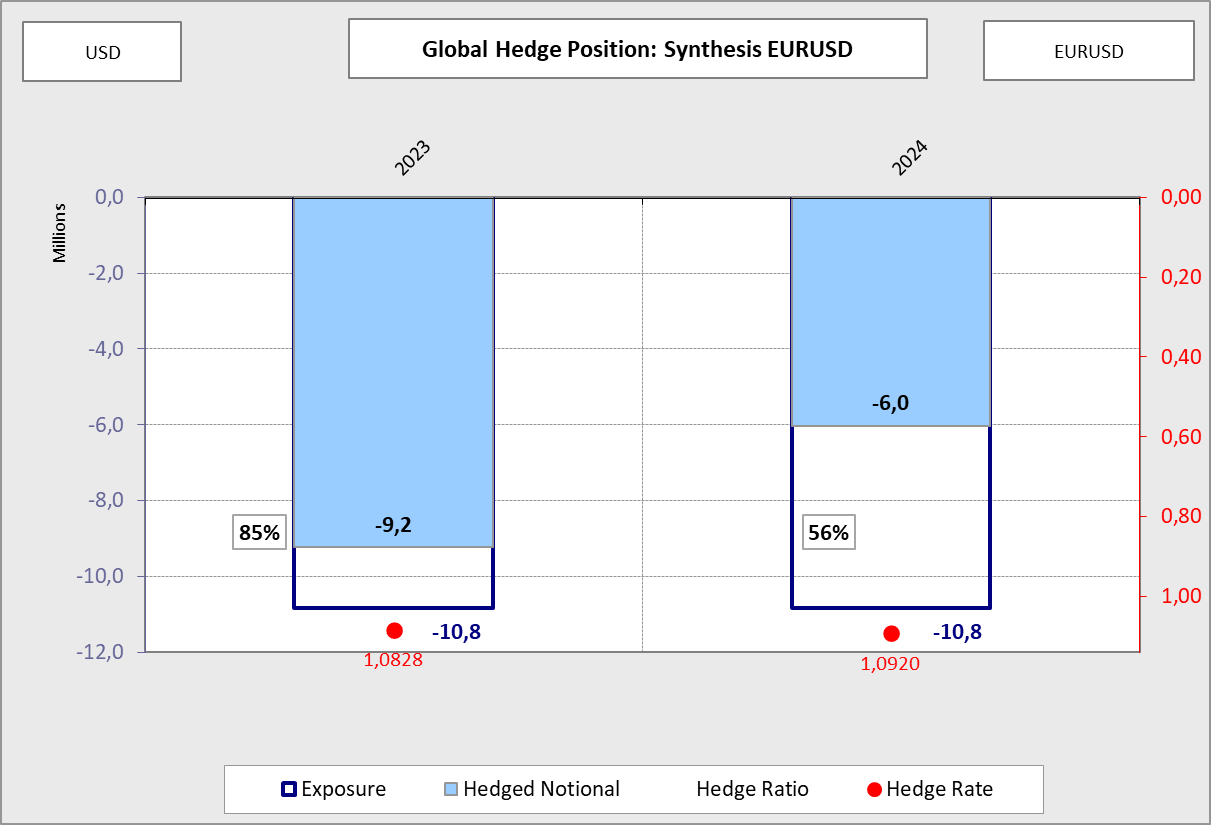 USD
Global Hedge Position: Synthesis EURUSD
EURUSD
2023
2024
Millions
0,0
-2,0
-4,0
-6,0
-8,0
-10,0
-12,0
0,00
0,20
0,40
0,60
0,80
1,00
-6,0
-9,2
85%
56%
-10,8
-10,8
1,0828
1,0920
Exposure
Hedged Notional
Hedge Ratio
Hedge Rate